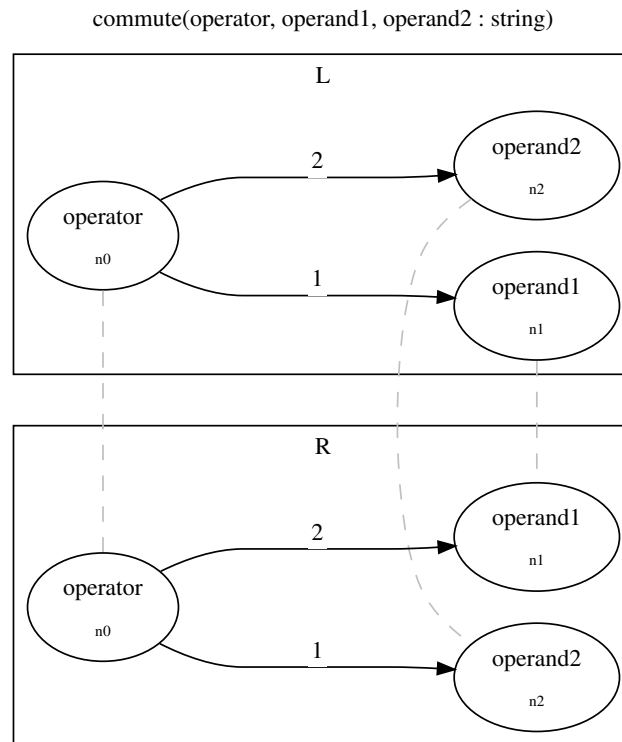 commute(operator, operand1, operand2 : string)
L
operand2
n2
2
operator
n0
1
operand1
n1
R
operand1
n1
2
operator
n0
1
operand2
n2